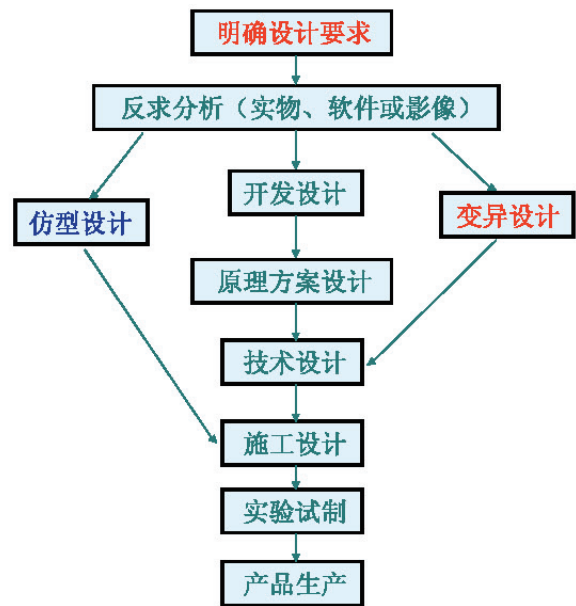 明确设计要求
反求分析（实物、软件或影像）
仿型设计
开发设计
变异设计
原理方案设计
技术设计
施工设计
实验试制
产品生产